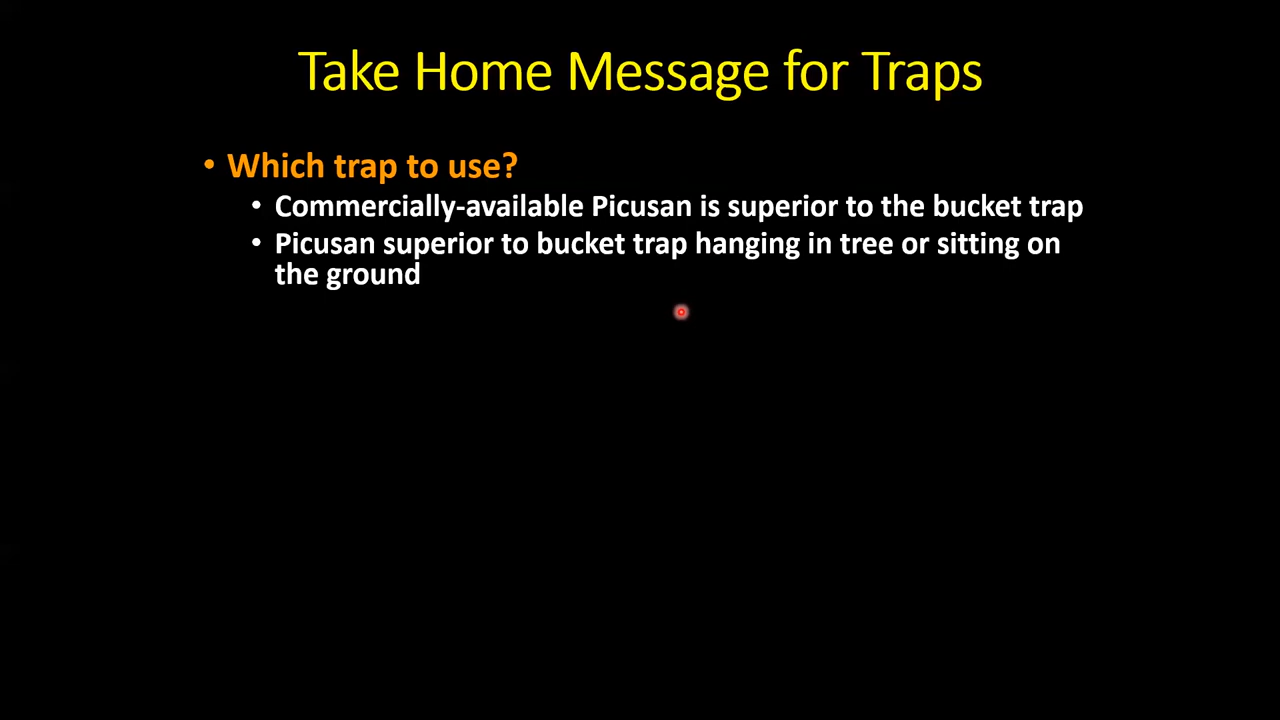 Take Home Message for Traps
• Which trap to use?
• Commercially-available Picusan is superior to the bucket trap
• Picusan superior to bucket trap hanging in tree or sitting on
the ground